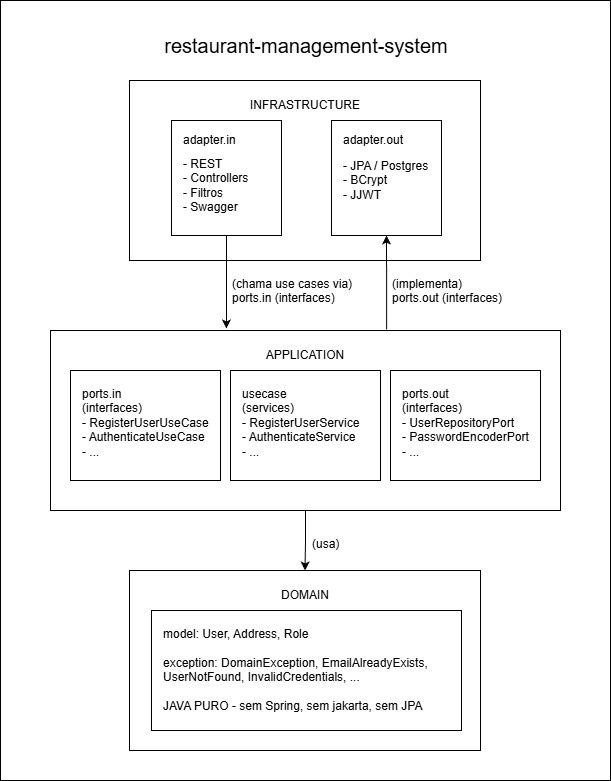 restaurant-management-system
INFRASTRUCTURE
adapter.in
- REST
- Controllers
- Filtros
- Swagger
adapter.out
- JPA / Postgres
- BCrypt
- JJWT
(chama use cases via)
ports.in (interfaces)
(implementa)
ports.out (interfaces)
APPLICATION
ports.in
(interfaces)
- RegisterUserUseCase
- AuthenticateUseCase
- ...
usecase
(services)
- RegisterUserService
- AuthenticateService
- ...
ports.out
(interfaces)
- UserRepositoryPort
- PasswordEncoderPort
- ...
(usa)
DOMAIN
model: User, Address, Role
exception: DomainException, EmailAlreadyExists,
UserNotFound, InvalidCredentials, ...
JAVA PURO - sem Spring, sem jakarta, sem JPA